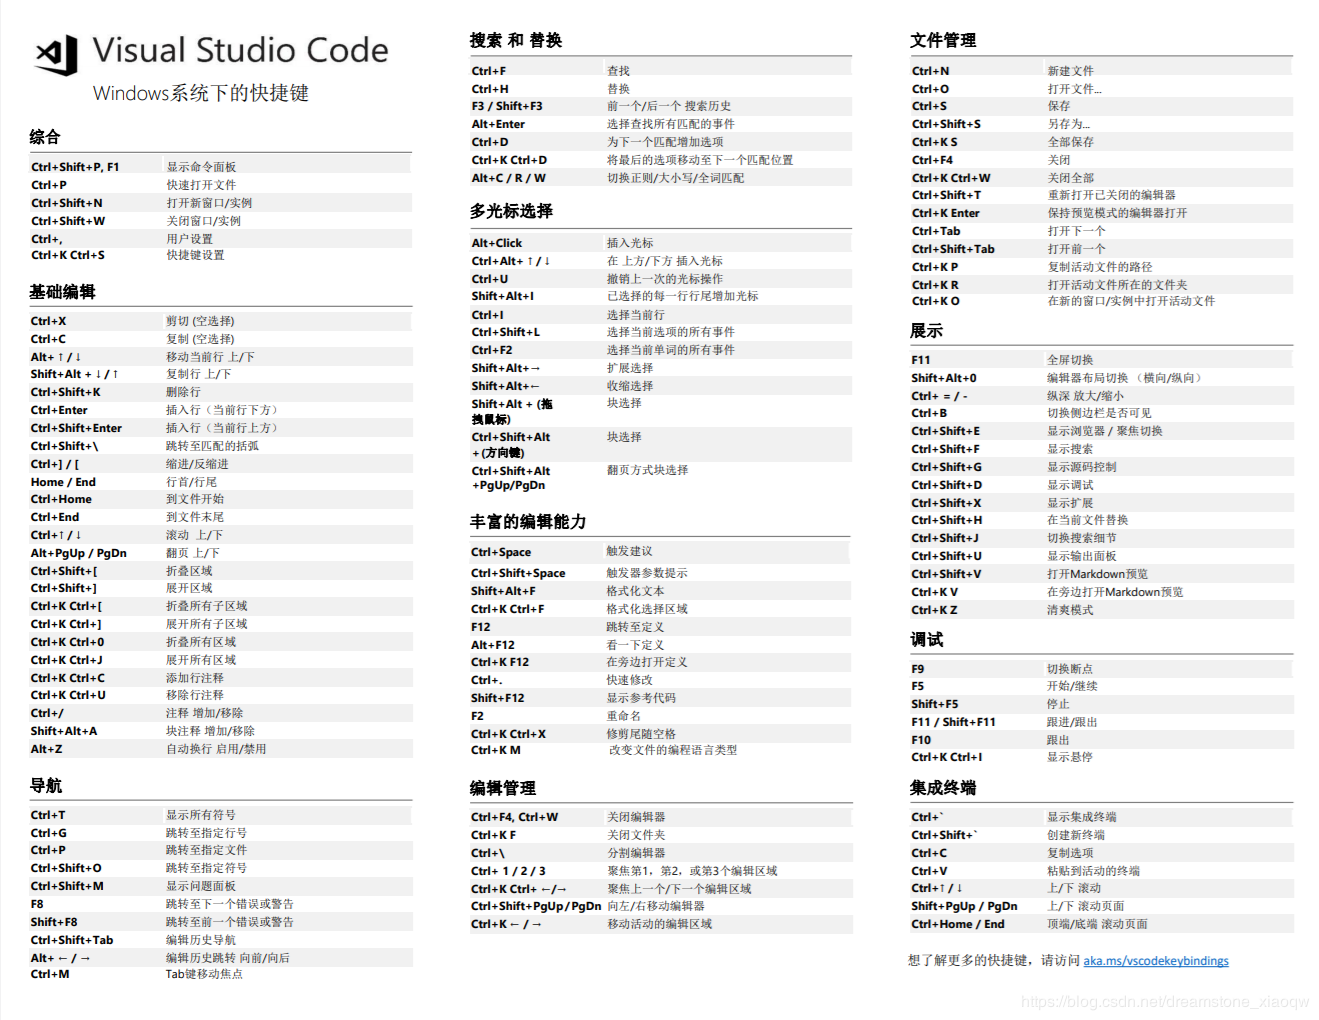 Visual Studio Code
Windows系统下的快捷键
综合
Ctrl+Shift+P, F1 显示命令面板
Ctrl+P 快速打开文件
Ctrl+Shift+N 打开新窗口/实例
Ctrl+Shift+W 关闭窗口/实例
Ctrl+, 用户设置
Ctrl+K Ctrl+S 快捷键设置
基础编辑
Ctrl+X 剪切 (空选择)
Ctrl+C 复制 (空选择)
Alt+ ↑ / ↓ 移动当前行 上/下
Shift+Alt + ↓ / ↑ 复制行 上/下
Ctrl+Shift+K 删除行
Ctrl+Enter 插入行（当前行下方）
Ctrl+Shift+Enter 插入行（当前行上方）
Ctrl+Shift+\ 跳转至匹配的括弧
Ctrl+] / [ 缩进/反缩进
Home / End 行首/行尾
Ctrl+Home 到文件开始
Ctrl+End 到文件末尾
Ctrl+↑ / ↓ 滚动 上/下
Alt+PgUp / PgDn 翻页 上/下
Ctrl+Shift+[ 折叠区域
Ctrl+Shift+] 展开区域
Ctrl+K Ctrl+[ 折叠所有子区域
Ctrl+K Ctrl+] 展开所有子区域
Ctrl+K Ctrl+0 折叠所有区域
Ctrl+K Ctrl+J 展开所有区域
Ctrl+K Ctrl+C 添加行注释
Ctrl+K Ctrl+U 移除行注释
Ctrl+/ 注释 增加/移除
Shift+Alt+A 块注释 增加/移除
Alt+Z 自动换行 启用/禁用
导航
Ctrl+T 显示所有符号
Ctrl+G 跳转至指定行号
Ctrl+P 跳转至指定文件
Ctrl+Shift+O 跳转至指定符号
Ctrl+Shift+M 显示问题面板
F8 跳转至下一个错误或警告
Shift+F8 跳转至前一个错误或警告
Ctrl+Shift+Tab 编辑历史导航
Alt+ ← / → 编辑历史跳转 向前/向后
Ctrl+M Tab键移动焦点
搜索 和 替换
Ctrl+F 查找
Ctrl+H 替换
F3 / Shift+F3 前一个/后一个 搜索历史
Alt+Enter 选择查找所有匹配的事件
Ctrl+D 为下一个匹配增加选项
Ctrl+K Ctrl+D 将最后的选项移动至下一个匹配位置
Alt+C / R / W 切换正则/大小写/全词匹配
多光标选择
Alt+Click 插入光标
Ctrl+Alt+ ↑ / ↓ 在 上方/下方 插入光标
Ctrl+U 撤销上一次的光标操作
Shift+Alt+I 已选择的每一行行尾增加光标
Ctrl+I 选择当前行
Ctrl+Shift+L 选择当前选项的所有事件
Ctrl+F2 选择当前单词的所有事件
Shift+Alt+→ 扩展选择
Shift+Alt+← 收缩选择
Shift+Alt + (拖 块选择
拽鼠标)
Ctrl+Shift+Alt 块选择
+ (方向键)
Ctrl+Shift+Alt 翻页方式块选择
+PgUp/PgDn
丰富的编辑能力
Ctrl+Space 触发建议
Ctrl+Shift+Space 触发器参数提示
Shift+Alt+F 格式化文本
Ctrl+K Ctrl+F 格式化选择区域
F12 跳转至定义
Alt+F12 看一下定义
Ctrl+K F12 在旁边打开定义
Ctrl+. 快速修改
Shift+F12 显示参考代码
F2 重命名
Ctrl+K Ctrl+X 修剪尾随空格
Ctrl+K M 改变文件的编程语言类型
编辑管理
Ctrl+F4, Ctrl+W 关闭编辑器
Ctrl+K F 关闭文件夹
Ctrl+\ 分割编辑器
Ctrl+ 1 / 2 / 3 聚焦第1，第2，或第3个编辑区域
Ctrl+K Ctrl+ ←/→ 聚焦上一个/下一个编辑区域
Ctrl+Shift+PgUp/PgDn 向左/右移动编辑器
Ctrl+K ← / → 移动活动的编辑区域
文件管理
Ctrl+N 新建文件
Ctrl+O 打开文件...
Ctrl+S 保存
Ctrl+Shift+S 另存为...
Ctrl+K S 全部保存
Ctrl+F4 关闭
Ctrl+K Ctrl+W 关闭全部
Ctrl+Shift+T 重新打开已关闭的编辑器
Ctrl+K Enter 保持预览模式的编辑器打开
Ctrl+Tab 打开下一个
Ctrl+Shift+Tab 打开前一个
Ctrl+K P 复制活动文件的路径
Ctrl+K R 打开活动文件所在的文件夹
Ctrl+K O 在新的窗口/实例中打开活动文件
展示
F11 全屏切换
Shift+Alt+0 编辑器布局切换 （横向/纵向）
Ctrl+ = / - 纵深 放大/缩小
Ctrl+B 切换侧边栏是否可见
Ctrl+Shift+E 显示浏览器 / 聚焦切换
Ctrl+Shift+F 显示搜索
Ctrl+Shift+G 显示源码控制
Ctrl+Shift+D 显示调试
Ctrl+Shift+X 显示扩展
Ctrl+Shift+H 在当前文件替换
Ctrl+Shift+J 切换搜索细节
Ctrl+Shift+U 显示输出面板
Ctrl+Shift+V 打开Markdown预览
Ctrl+K V 在旁边打开Markdown预览
Ctrl+K Z 清爽模式
调试
F9 切换断点
F5 开始/继续
Shift+F5 停止
F11 / Shift+F11 跟进/跟出
F10 跟出
Ctrl+K Ctrl+I 显示悬停
集成终端
Ctrl+` 显示集成终端
Ctrl+Shift+` 创建新终端
Ctrl+C 复制选项
Ctrl+V 粘贴到活动的终端
Ctrl+↑ / ↓ 上/下 滚动
Shift+PgUp / PgDn 上/下 滚动页面
Ctrl+Home / End 顶端/底端 滚动页面
想了解更多的快捷键，请访问 aka.ms/vscodekeybindings
https://blog.csdn.net/dreamstone_xiaoqw